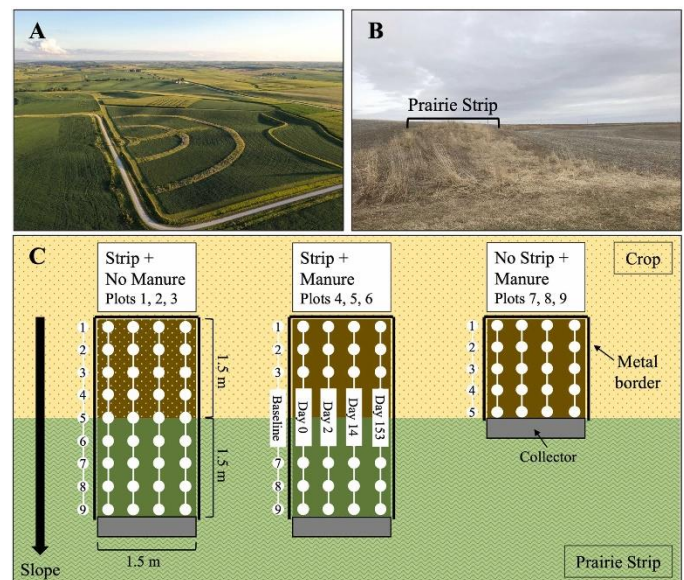 A
B
Prairie Strip
C
Strip +
No Manure
Plots 1, 2, 3
Strip +
Manure
Plots 4, 5, 6
No Strip +
Manure
Plots 7, 8, 9
Crop
1
2
3
4
5
6
7
8
9
1.5 m
1.5 m
1.5 m
1
2
3
Baseline
Day 0
Day 2
Day 14
Day 153
7
8
9
1
2
3
4
5
Metal
border
Collector
Slope
Prairie Strip